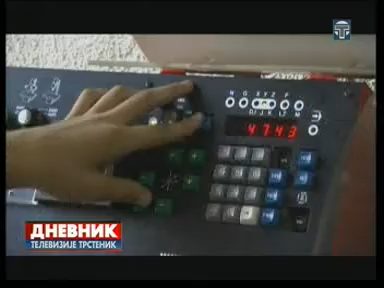 N G X Y Z F
D I J K L T M
4743
ДНЕВНИК
ТЕЛЕВИЗИЈЕ ТРСТЕНИК